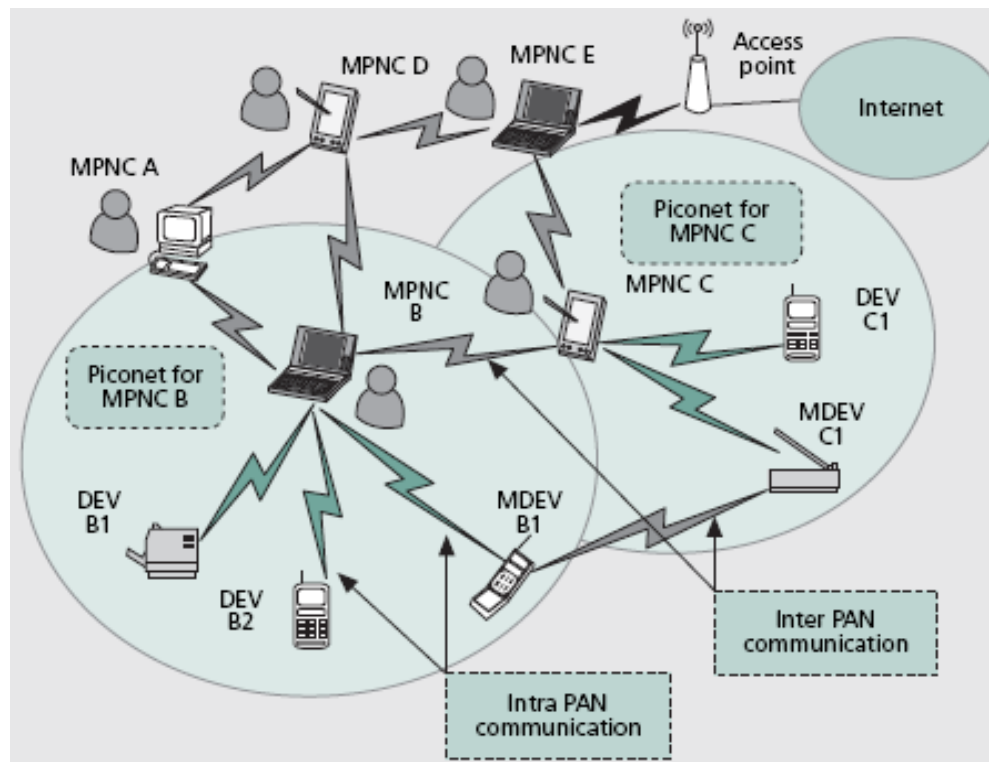 MPNC D
MPNC E
Access
point
Internet
MPNC A
Piconet for
MPNC C
MPNC
B
MPNC C
DEV
C1
Piconet for
MPNC B
MDEV
C1
DEV
B1
MDEV
B1
DEV
B2
Inter PAN
communication
Intra PAN
communication